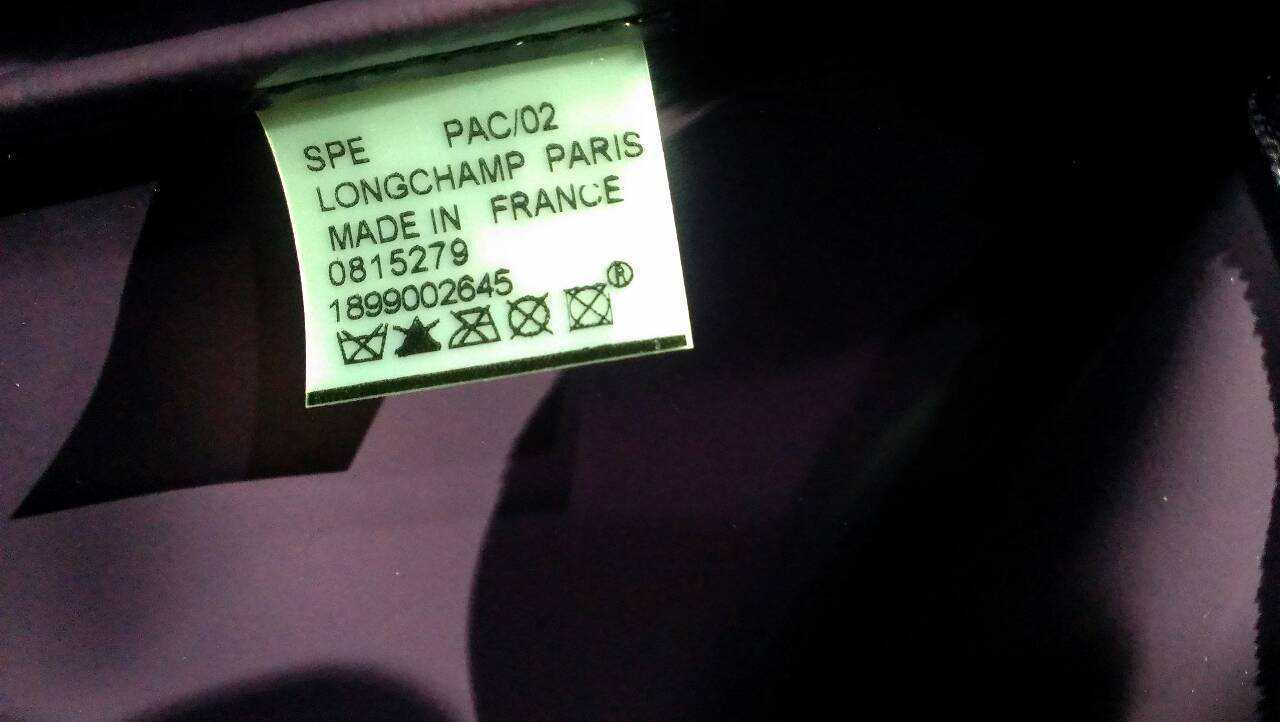 SPE PAC/02
LONGCHAMP PARIS
MADE IN FRANCE
0815279
1899002645
®